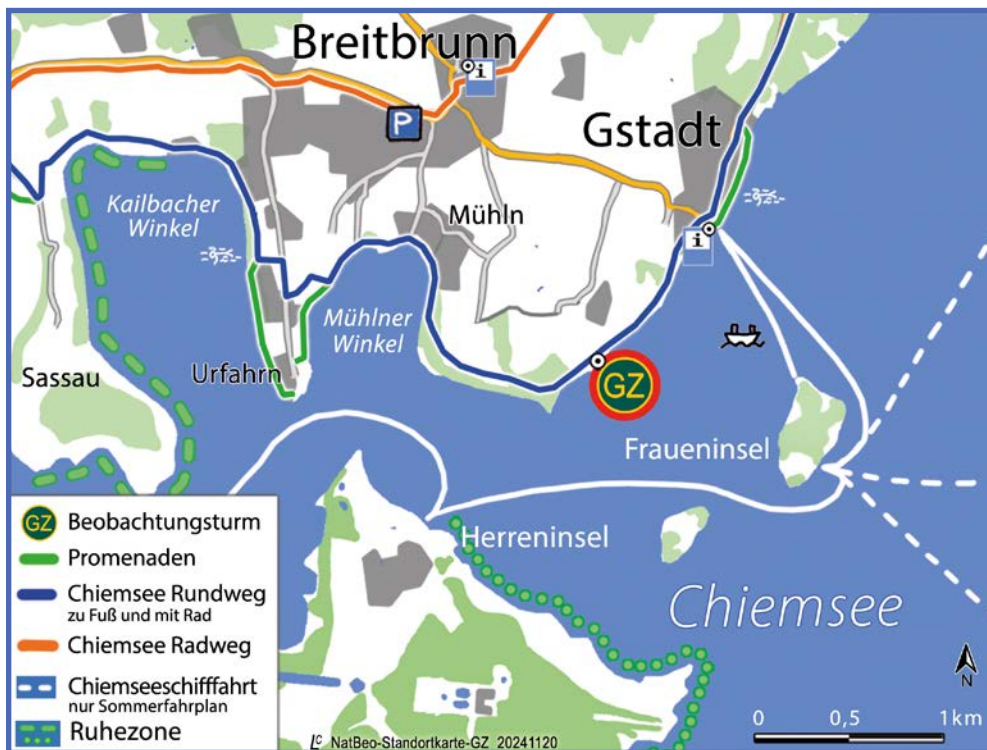 Breitbrunn
i
P
Gstadt
Kailbacher
Winkel
Mühln
i
Mühlner
Winkel
Sassau
Urfahrn
GZ
Fraueninsel
Herreninsel
Chiemsee
GZ Beobachtungsturm
Promenaden
Chiemsee Rundweg
zu Fuß und mit Rad
Chiemsee Radweg
Chiemseeschifffahrt
nur Sommerfahrplan
Ruhezone
N
0 0,5 1km
NatBeo-Standortkarte-GZ 20241120